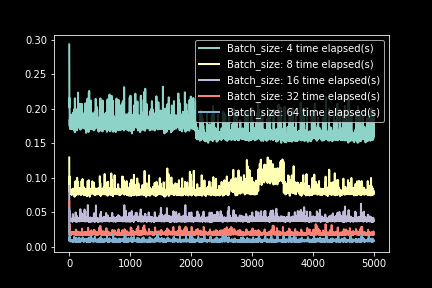 0.30
0.25
0.20
0.15
0.10
0.05
0.00
0 1000 2000 3000 4000 5000
Batch_size: 4 time elapsed(s)
Batch_size: 8 time elapsed(s)
Batch_size: 16 time elapsed(s)
Batch_size: 32 time elapsed(s)
Batch_size: 64 time elapsed(s)